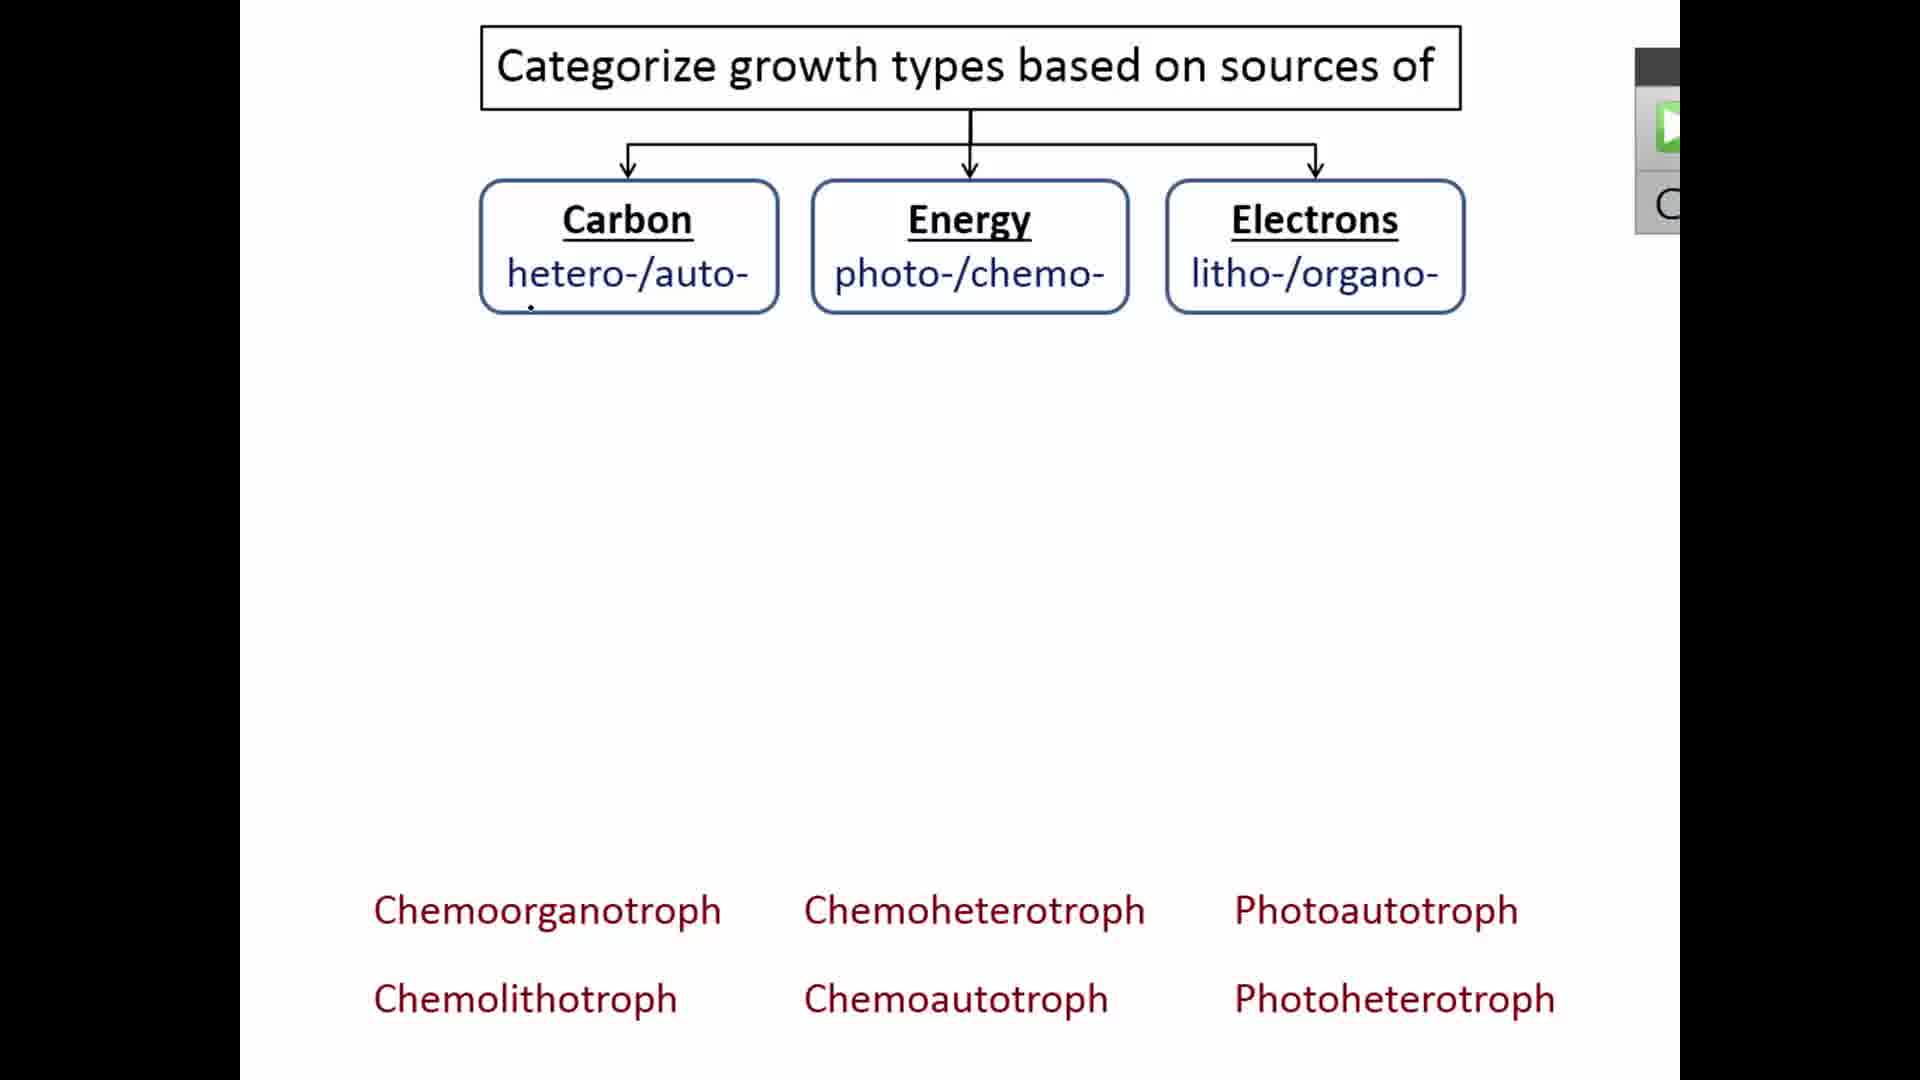 Categorize growth types based on sources of
Carbon
hetero-/auto-
Energy
photo-/chemo-
Electrons
litho-/organo-
Chemoorganotroph
Chemoheterotroph
Photoautotroph
Chemolithotroph
Chemoautotroph
Photoheterotroph